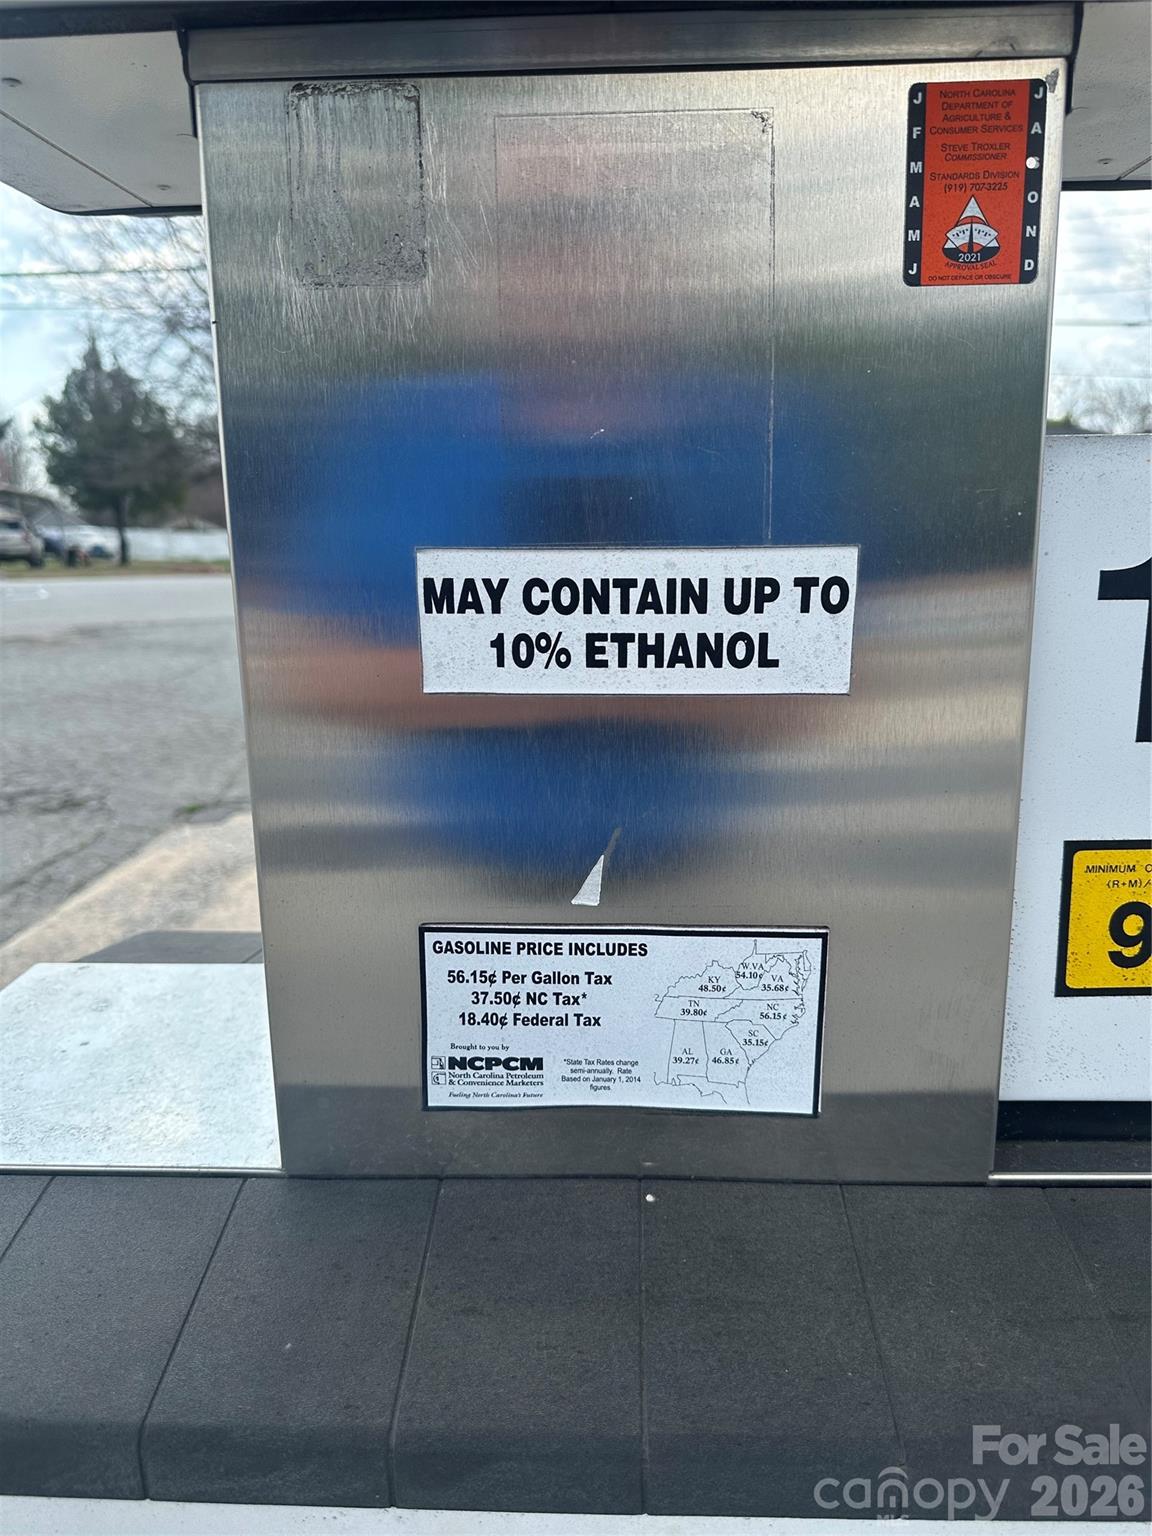 NORTH CAROLINA
DEPARTMENT OF
AGRICULTURE &
CONSUMER SERVICES
STEVE TROXLER
COMMISSIONER
STANDARDS DIVISION
(919) 707-3225
2021
APPROVAL SEAL
DO NOT DEFACE OR OBSCURE
J
F
M
A
M
J
J
A
S
O
N
D
MAY CONTAIN UP TO
10% ETHANOL
MINIMUM
(R+M)/
9
GASOLINE PRICE INCLUDES
56.15¢ Per Gallon Tax
37.50¢ NC Tax*
18.40¢ Federal Tax
Brought to you by
NCPCM
North Carolina Petroleum
& Convenience Marketers
Fueling North Carolina's Future
*State Tax Rates change
semi-annually. Rate
Based on January 1, 2014
figures.
W.VA
54.10¢
KY
48.50¢
VA
35.68¢
TN
39.80¢
NC
56.15¢
SC
35.15¢
AL
39.27¢
GA
46.85¢
For Sale
canopy 2026
MLS